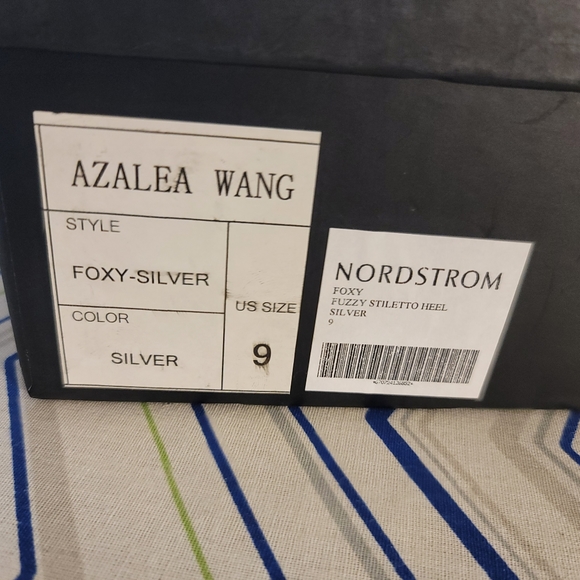 AZALEA WANG
STYLE
FOXY-SILVER
COLOR
SILVER
US SIZE
9
NORDSTROM
FOXY
FUZZY STILETTO HEEL
SILVER
9